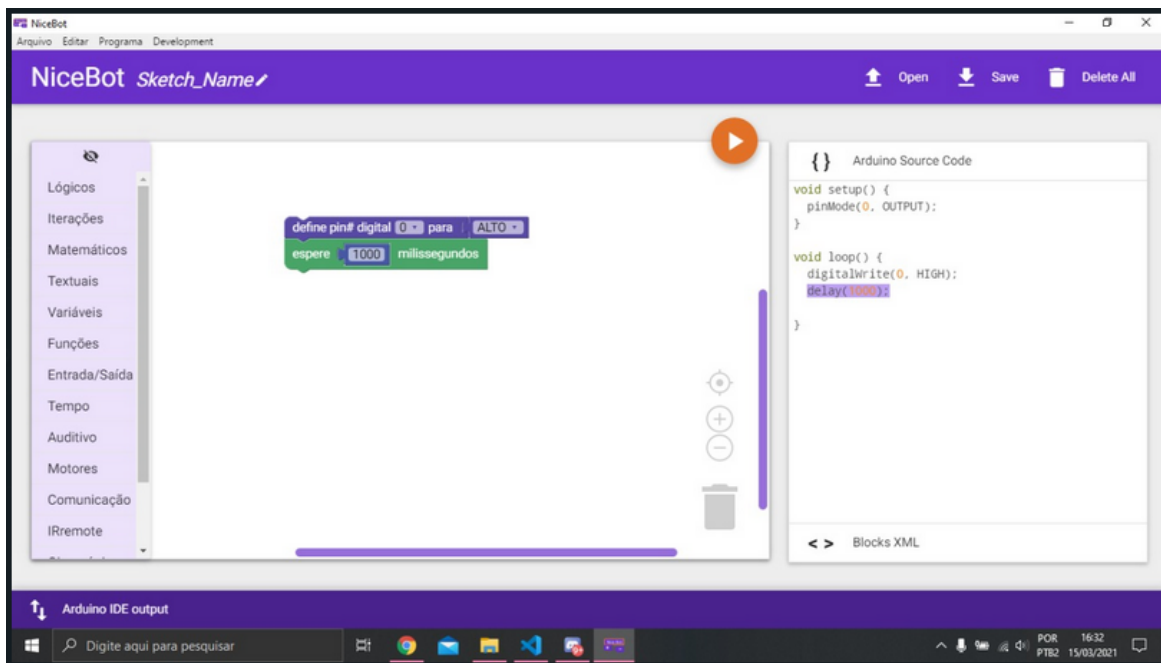 NiceBot
Arquivo Editar Programa Development
NiceBot Sketch_Name
Open Save Delete All
Lógicos
Iterações
Matemáticos
Textuais
Variáveis
Funções
Entrada/Saída
Tempo
Auditivo
Motores
Comunicação
IRremote
define pin# digital 0 para ALTO
espere 1000 milissegundos
{ } Arduino Source Code
void setup() {
pinMode(0, OUTPUT);
}
void loop() {
digitalWrite(0, HIGH);
delay(1000);
}
< > Blocks XML
Arduino IDE output
Digite aqui para pesquisar
POR
PTB2
16:32
15/03/2021